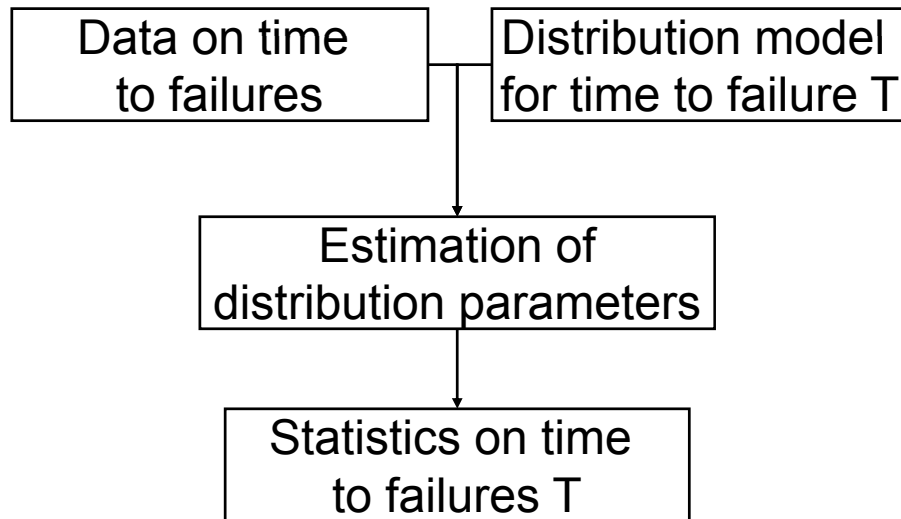 Data on time
to failures
Distribution model
for time to failure T
Estimation of
distribution parameters
Statistics on time
to failures T